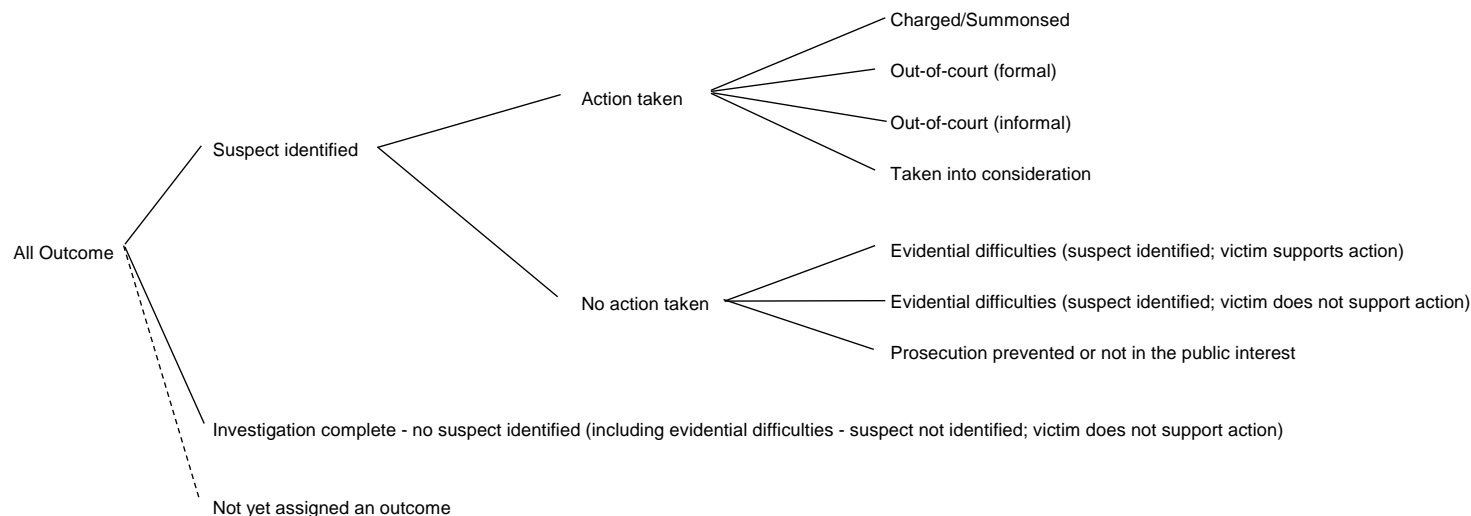 Charged/Summonsed
Out-of-court (formal)
Action taken
Out-of-court (informal)
Suspect identified
Taken into consideration
All Outcome
Evidential difficulties (suspect identified; victim supports action)
No action taken
Evidential difficulties (suspect identified; victim does not support action)
Prosecution prevented or not in the public interest
Investigation complete - no suspect identified (including evidential difficulties - suspect not identified; victim does not support action)
Not yet assigned an outcome